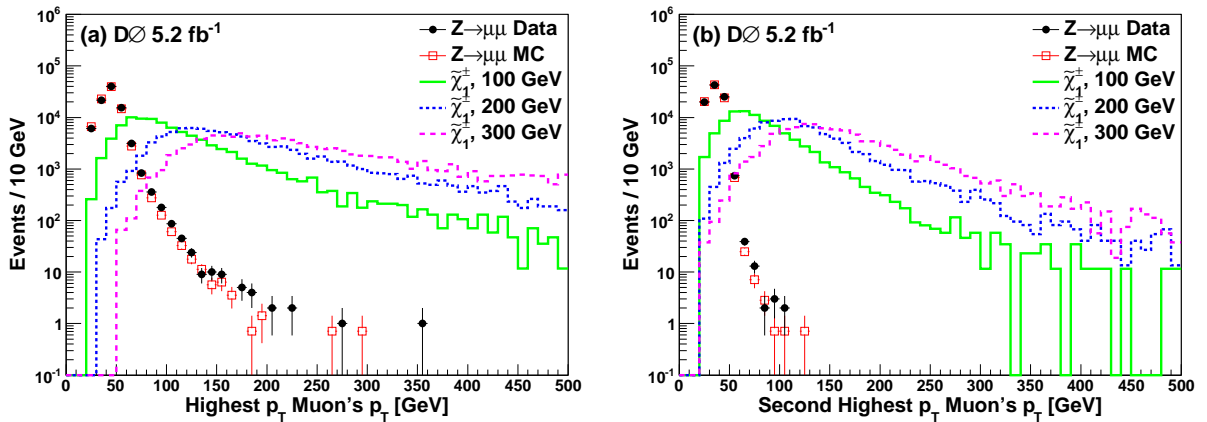 (a) DØ 5.2 fb⁻¹
Z→μμ Data
Z→μμ MC
χ̃₁±, 100 GeV
χ̃₁±, 200 GeV
χ̃₁±, 300 GeV
Events / 10 GeV
10⁶
10⁵
10⁴
10³
10²
10
1
10⁻¹
0 50 100 150 200 250 300 350 400 450 500
Highest p_T Muon's p_T [GeV]
(b) DØ 5.2 fb⁻¹
Z→μμ Data
Z→μμ MC
χ̃₁±, 100 GeV
χ̃₁±, 200 GeV
χ̃₁±, 300 GeV
Events / 10 GeV
10⁶
10⁵
10⁴
10³
10²
10
1
10⁻¹
0 50 100 150 200 250 300 350 400 450 500
Second Highest p_T Muon's p_T [GeV]